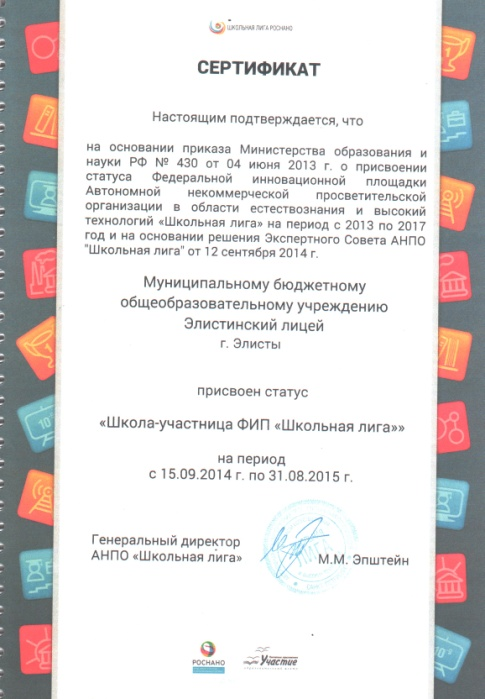 ШКОЛЬНАЯ ЛИГА РОСНАНО
СЕРТИФИКАТ
Настоящим подтверждается, что
на основании приказа Министерства образования и
науки РФ № 430 от 04 июня 2013 г. о присвоении
статуса Федеральной инновационной площадки
Автономной некоммерческой просветительской
организации в области естествознания и высокий
технологий «Школьная лига» на период с 2013 по 2017
год и на основании решения Экспертного Совета АНПО
"Школьная лига" от 12 сентября 2014 г.
Муниципальному бюджетному
общеобразовательному учреждению
Элистинский лицей
г. Элисты
присвоен статус
«Школа-участница ФИП «Школьная лига»»
на период
с 15.09.2014 г. по 31.08.2015 г.
Генеральный директор
АНПО «Школьная лига»
М.М. Эпштейн
РОСНАНО
Участие